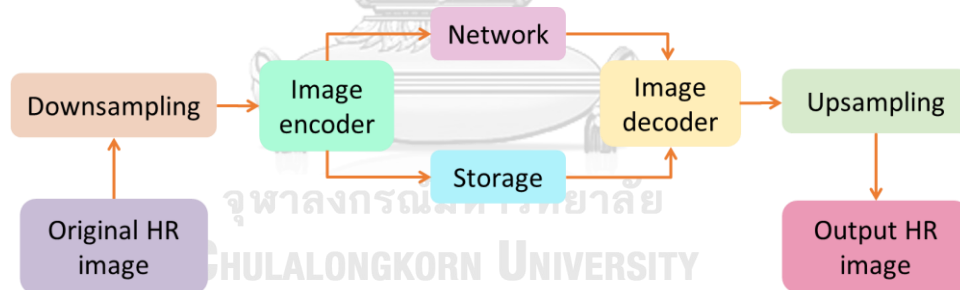 Network
Downsampling
Image
encoder
Image
decoder
Upsampling
Storage
จุฬาลงกรณ์มหาวิทยาลัย
Original HR
image
Output HR
image
CHULALONGKORN UNIVERSITY